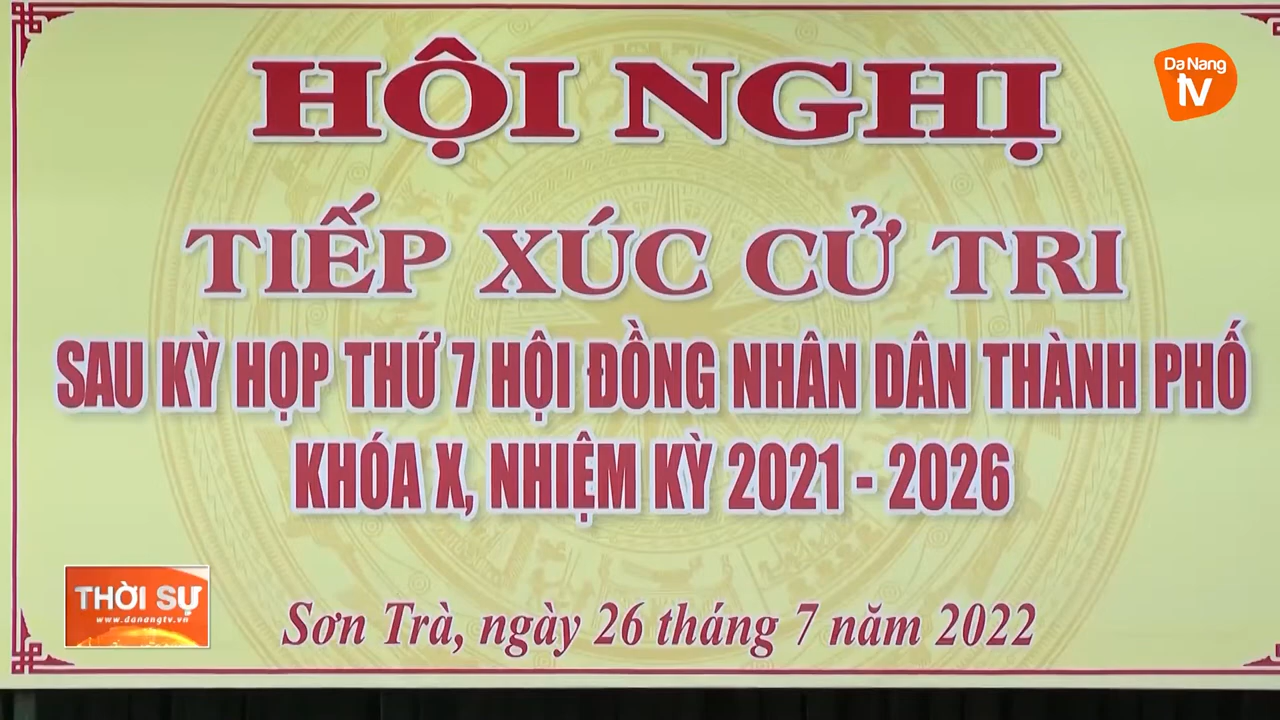 HỘI NGHỊ
Da Nang
tv
TIẾP XÚC CỬ TRI
SAU KỲ HỌP THỨ 7 HỘI ĐỒNG NHÂN DÂN THÀNH PHỐ
KHÓA X, NHIỆM KỲ 2021 - 2026
THỜI SỰ
www.danangtv.vn
Sơn Trà, ngày 26 tháng 7 năm 2022